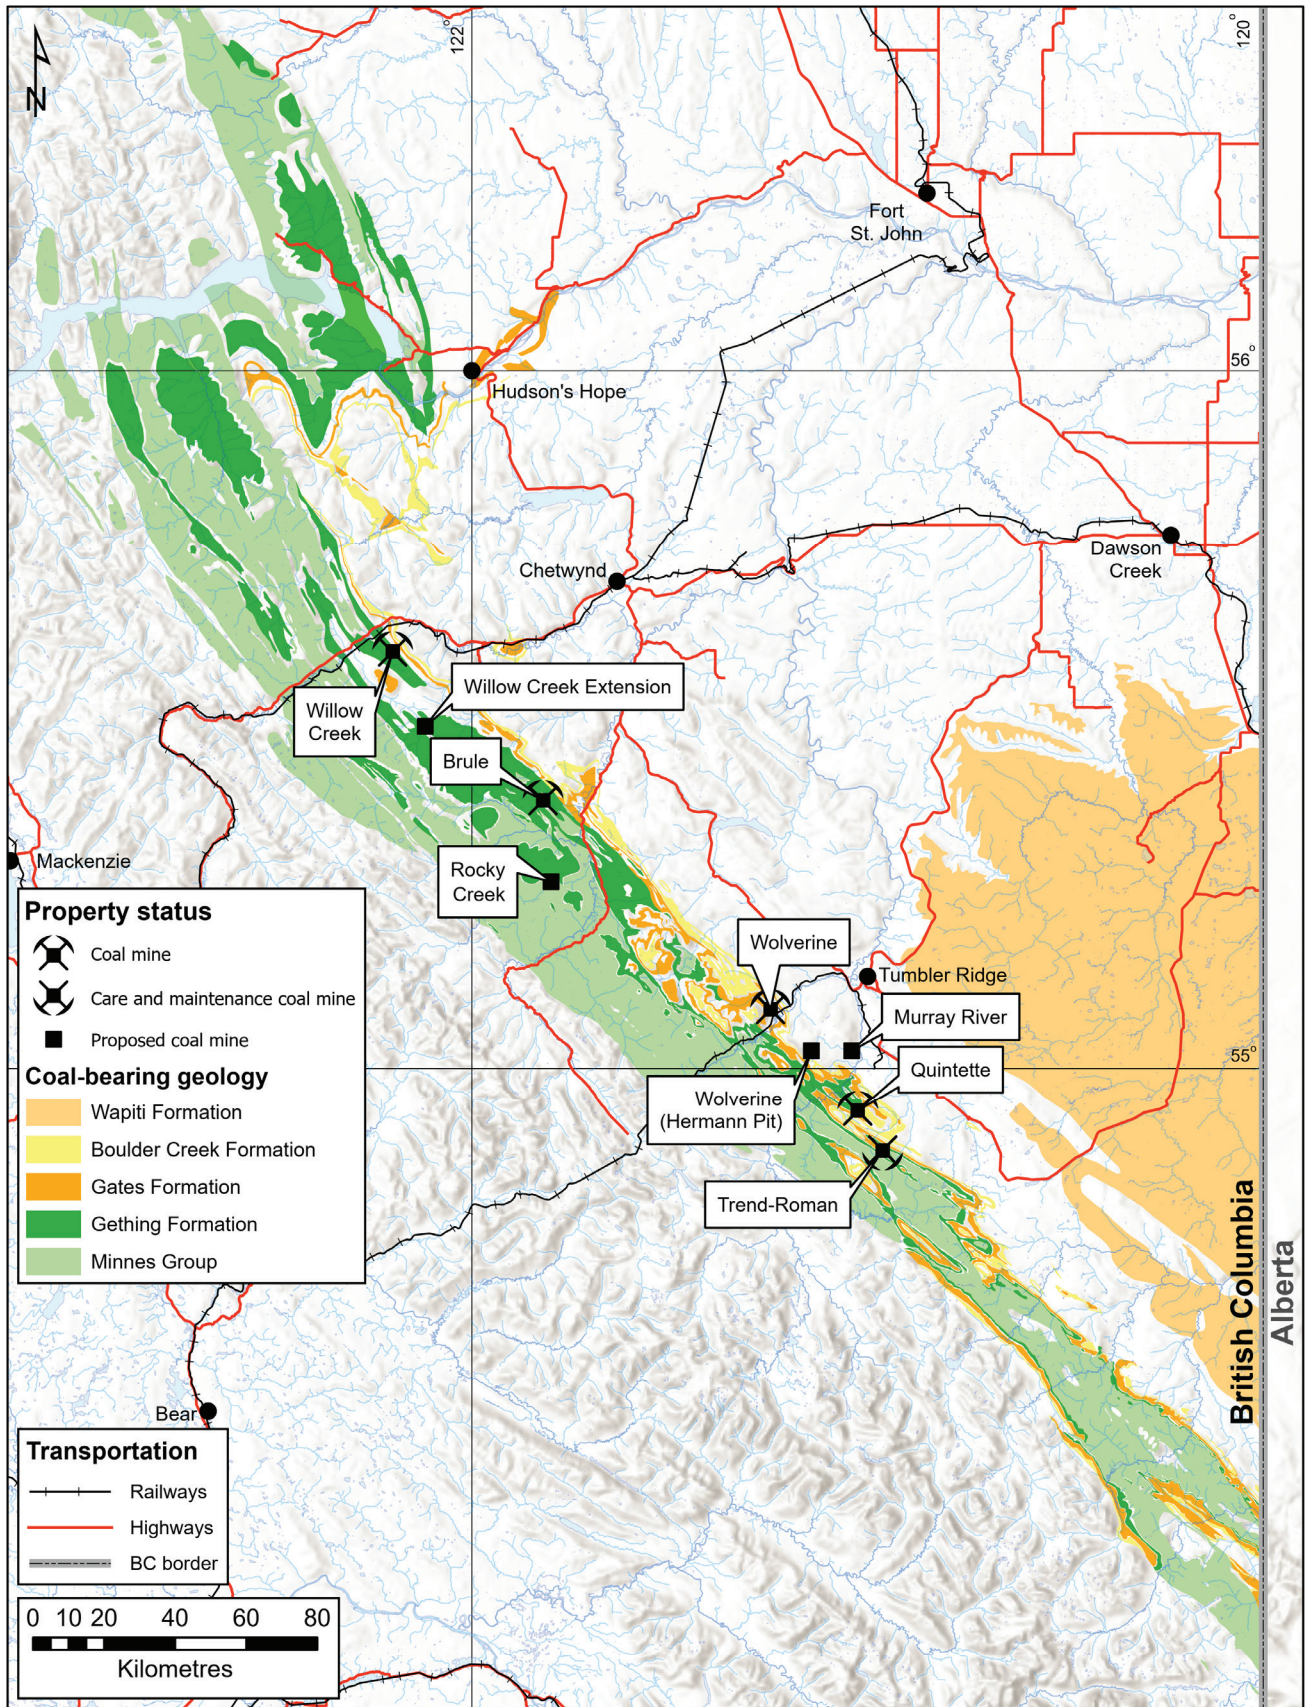 122°
120°
N
Fort
St. John
56°
Hudson's Hope
Chetwynd
Dawson
Creek
Willow Creek Extension
Willow
Creek
Brule
Mackenzie
Rocky
Creek
Wolverine
Tumbler Ridge
Murray River
55°
Quintette
Wolverine
(Hermann Pit)
Trend-Roman
British Columbia
Alberta
Bear
Property status
Coal mine
Care and maintenance coal mine
Proposed coal mine
Coal-bearing geology
Wapiti Formation
Boulder Creek Formation
Gates Formation
Gething Formation
Minnes Group
Transportation
Railways
Highways
BC border
0 10 20 40 60 80
Kilometres